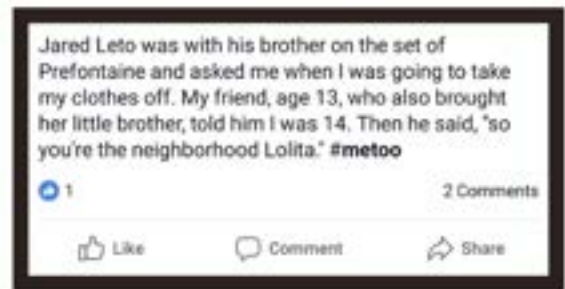 Jared Leto was with his brother on the set of
Prefontaine and asked me when I was going to take
my clothes off. My friend, age 13, who also brought
her little brother, told him I was 14. Then he said, "so
you're the neighborhood Lolita." #metoo
1
2 Comments
Like
Comment
Share